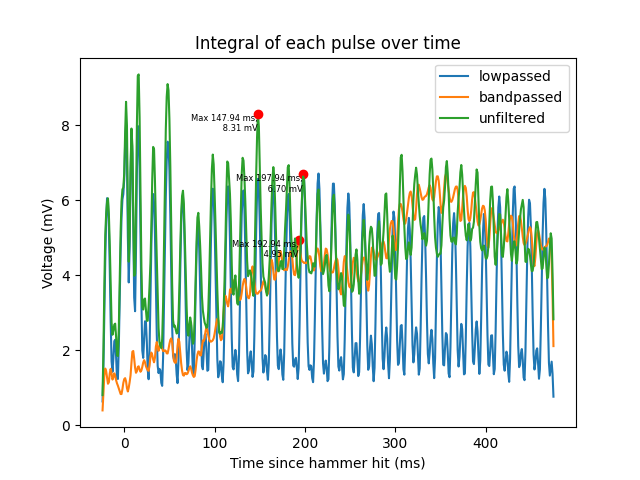 Integral of each pulse over time
lowpassed
bandpassed
unfiltered
Max 147.94 ms,
8.31 mV
Max 197.94 ms,
6.70 mV
Max 192.94 ms,
4.95 mV
Voltage (mV)
8
6
4
2
0
0
100
200
300
400
Time since hammer hit (ms)